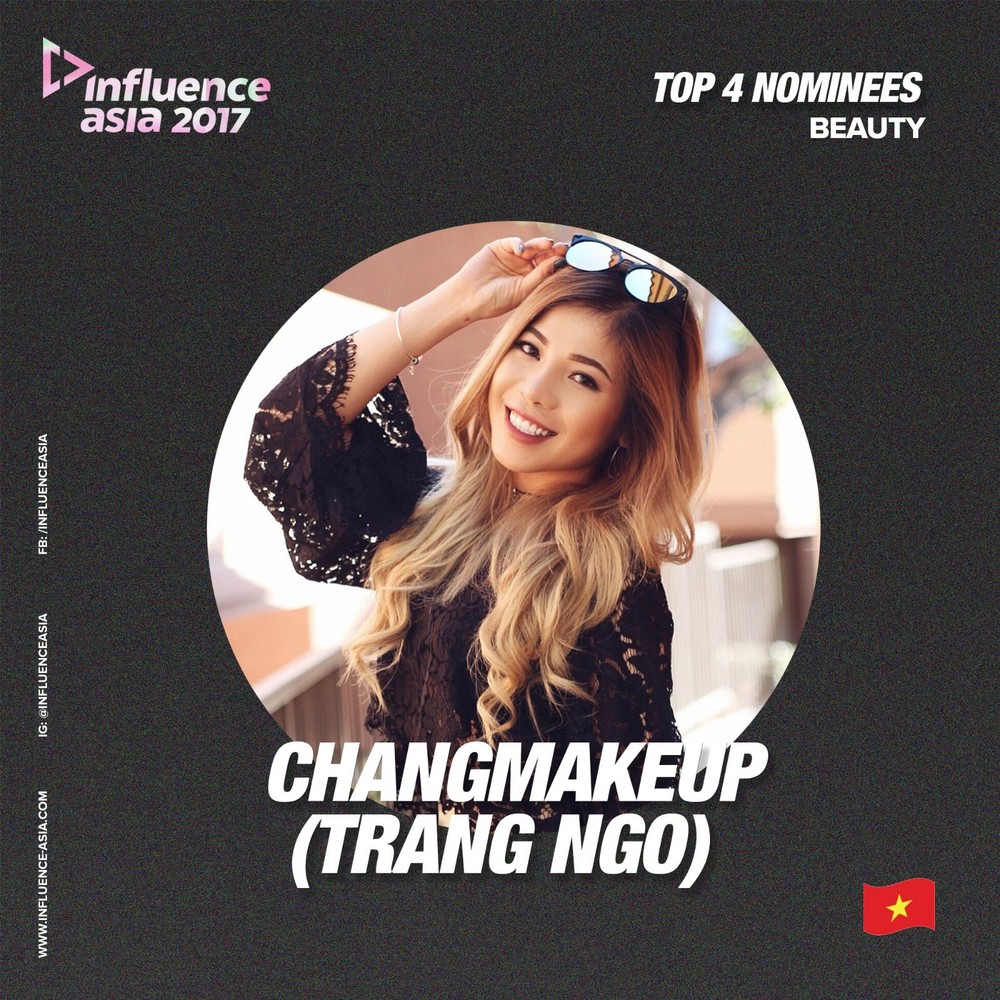 influence
asia 2017
TOP 4 NOMINEES
BEAUTY
FB: /INFLUENCEASIA
IG: @INFLUENCEASIA
WWW.INFLUENCE-ASIA.COM
CHANGMAKEUP
(TRANG NGO)